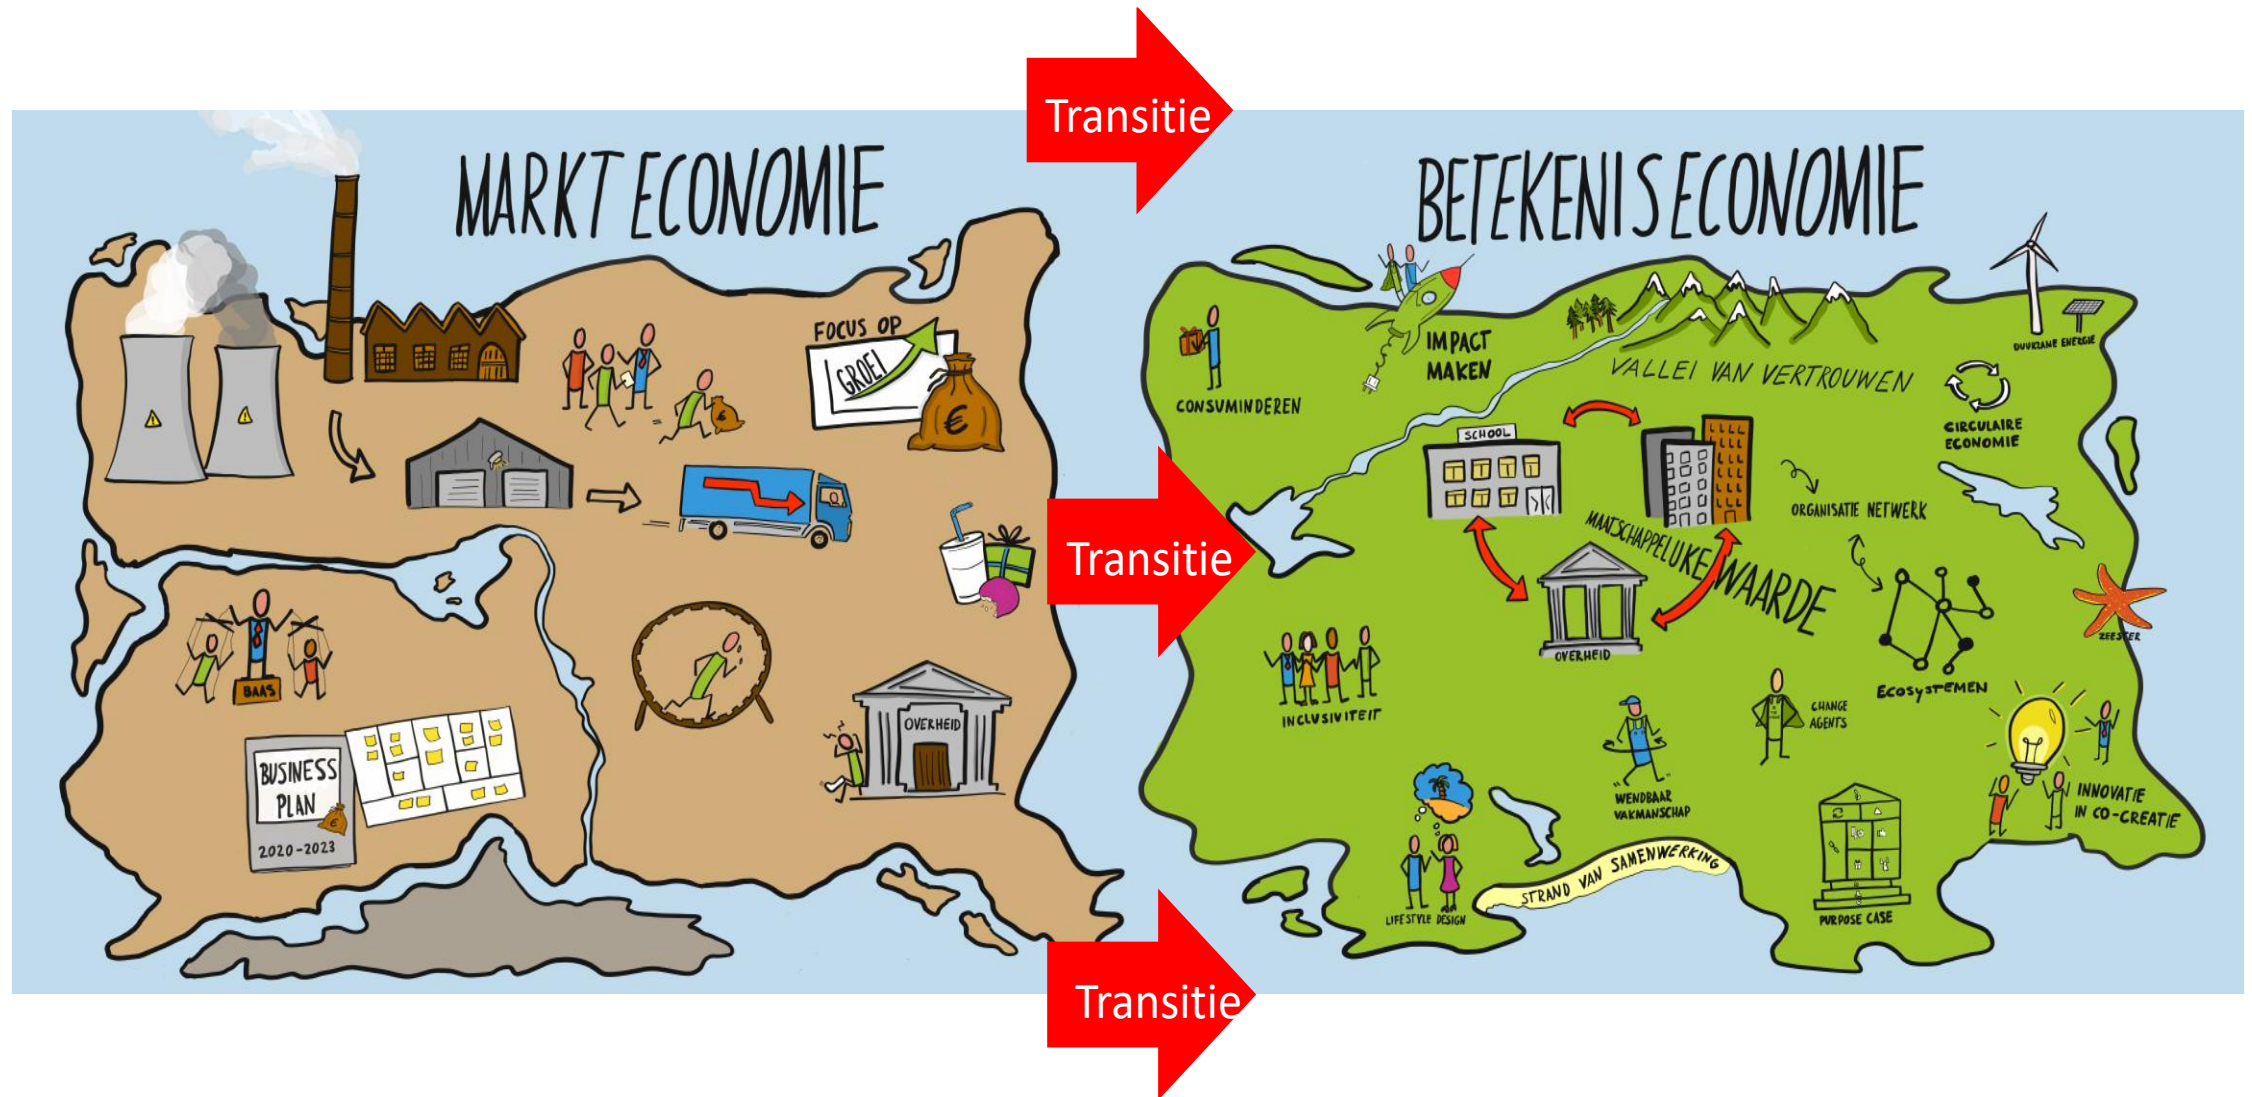 Transitie
MARKT ECONOMIE
BETEKENIS ECONOMIE
FOCUS OP
GROEI
€
€
BAAS
BUSINESS
PLAN
€
2020-2023
OVERHEID
Transitie
Transitie
CONSUMINDEREN
IMPACT
MAKEN
VALLEI VAN VERTROUWEN
DUURZAME ENERGIE
CIRCULAIRE
ECONOMIE
SCHOOL
ORGANISATIE NETWERK
MAATSCHAPPELIJKE WAARDE
OVERHEID
ZEESTER
ECOSYSTEMEN
INCLUSIVITEIT
CHANGE
AGENTS
WENDBAAR
VAKMANSCHAP
INNOVATIE
IN CO-CREATIE
LIFESTYLE DESIGN
STRAND VAN SAMENWERKING
PURPOSE CASE